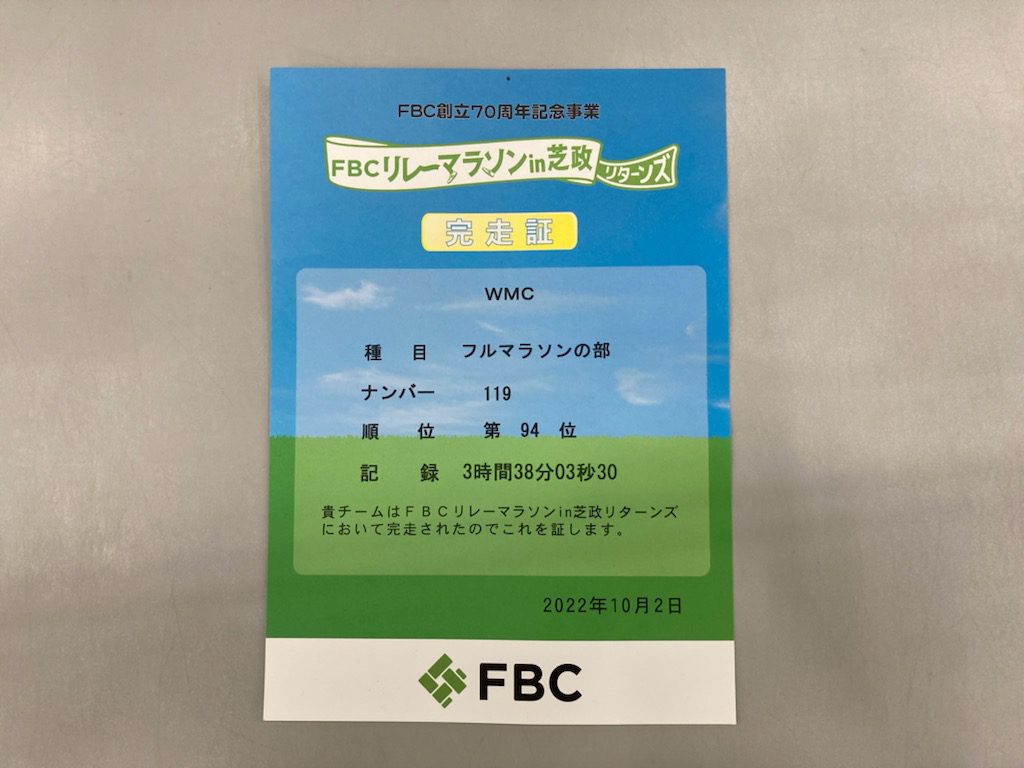 FBC創立70周年記念事業
FBCリレーマラソンin芝政リターンズ
完走証
WMC
種目 フルマラソンの部
ナンバー 119
順位 第 94 位
記録 3時間38分03秒30
貴チームはＦＢＣリレーマラソンin芝政リターンズ
において完走されたのでこれを証します。
2022年10月2日
FBC